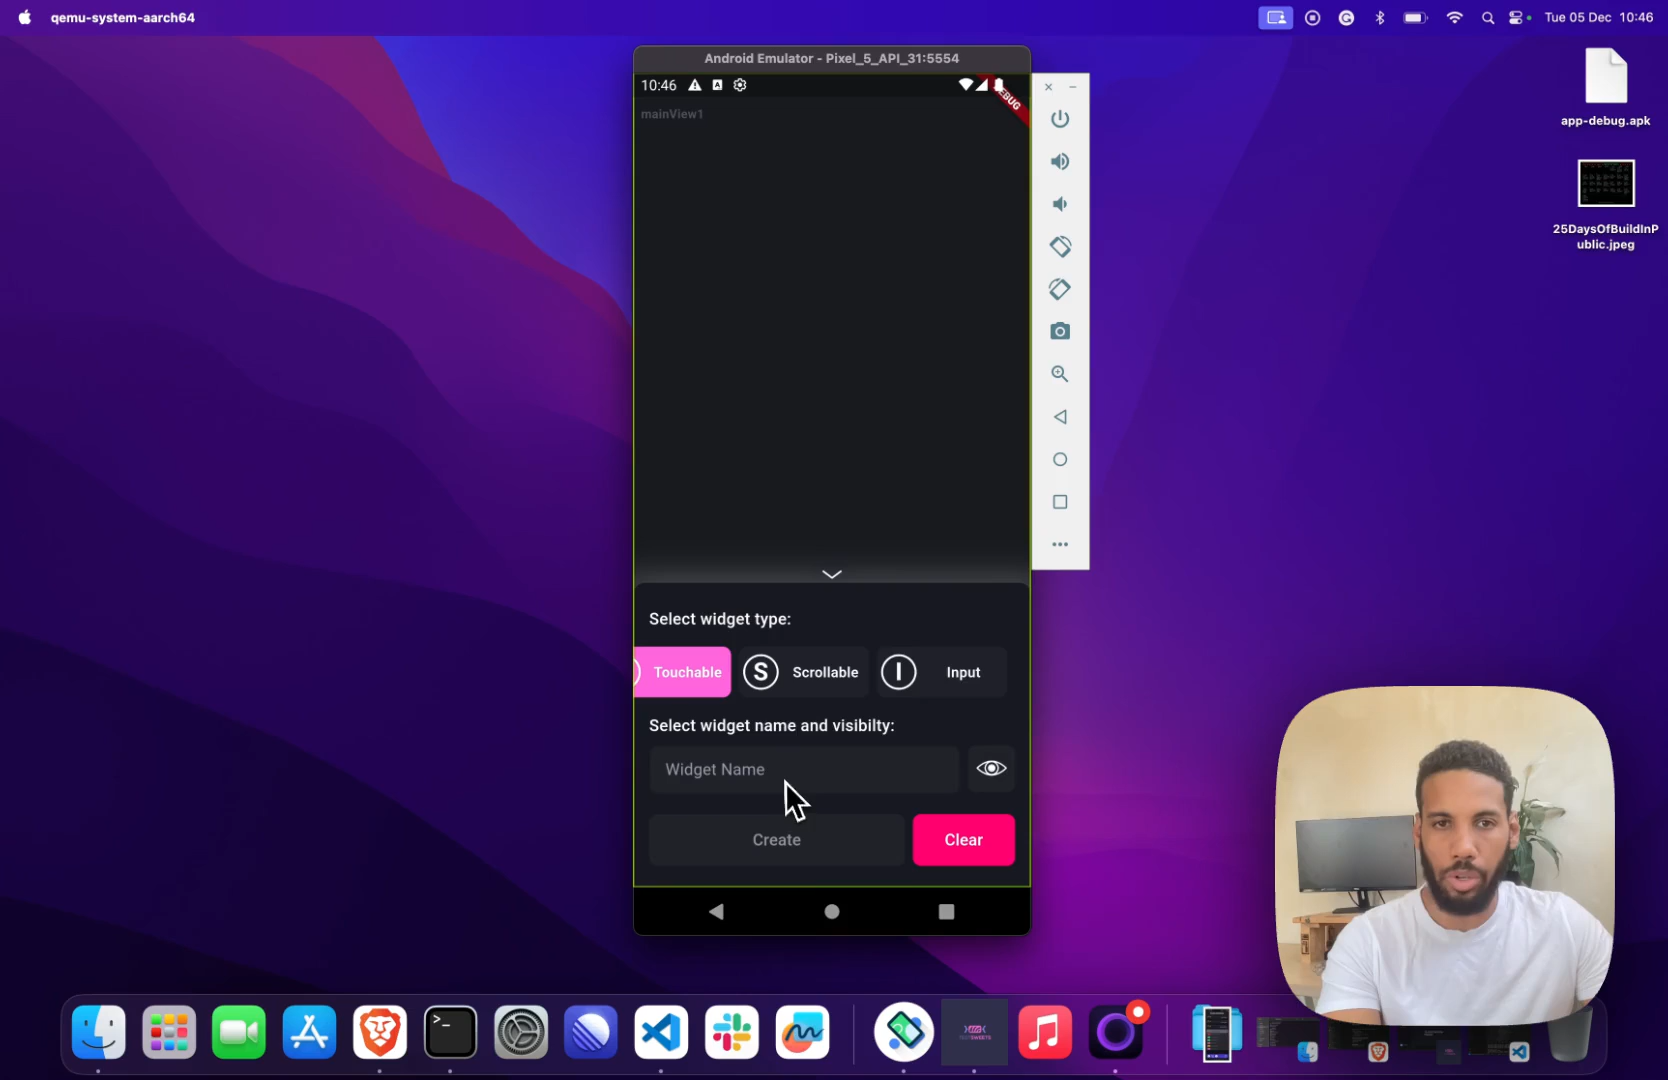 qemu-system-aarch64
Tue 05 Dec 10:46
Android Emulator - Pixel_5_API_31:5554
10:46
DEBUG
mainView1
app-debug.apk
25DaysOfBuildInP
ublic.jpeg
Select widget type:
Touchable
S
Scrollable
I
Input
Select widget name and visibilty:
Widget Name
Create
Clear